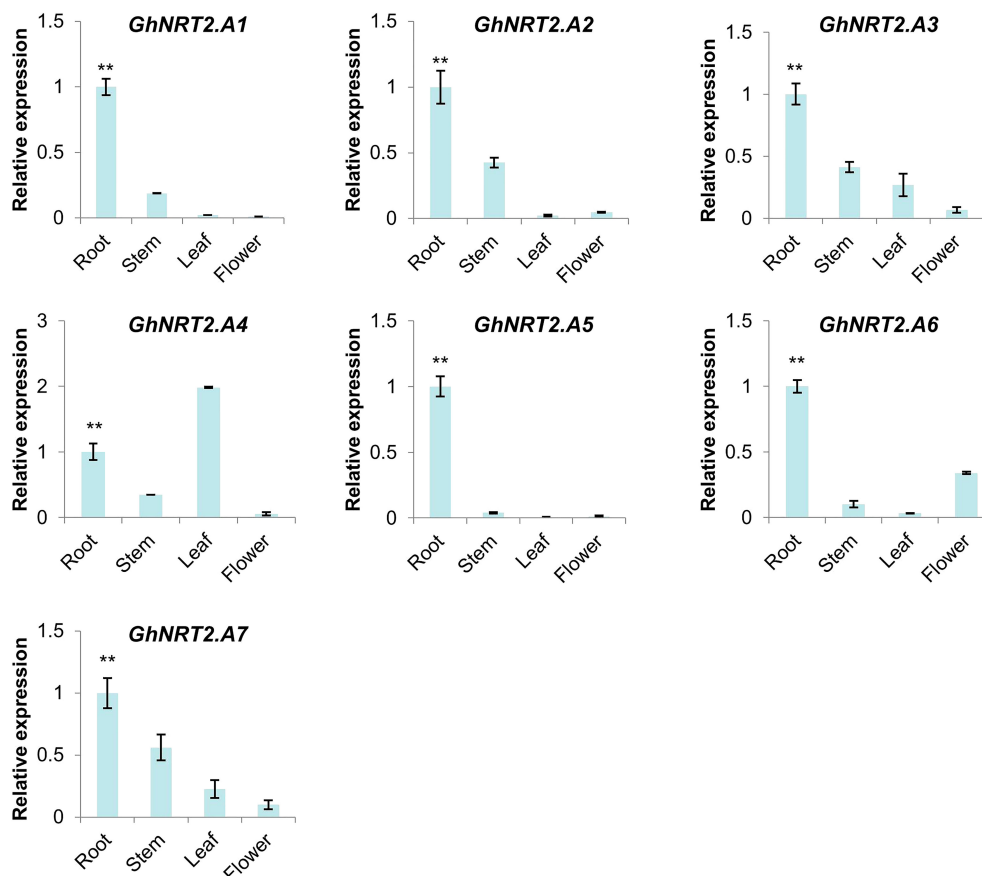 GhNRT2.A1
Relative expression
1.5
1
0.5
0
**
Root
Stem
Leaf
Flower
GhNRT2.A2
Relative expression
1.5
1
0.5
0
**
Root
Stem
Leaf
Flower
GhNRT2.A3
Relative expression
1.5
1
0.5
0
**
Root
Stem
Leaf
Flower
GhNRT2.A4
Relative expression
3
2
1
0
**
Root
Stem
Leaf
Flower
GhNRT2.A5
Relative expression
1.5
1
0.5
0
**
Root
Stem
Leaf
Flower
GhNRT2.A6
Relative expression
1.5
1
0.5
0
**
Root
Stem
Leaf
Flower
GhNRT2.A7
Relative expression
1.5
1
0.5
0
**
Root
Stem
Leaf
Flower